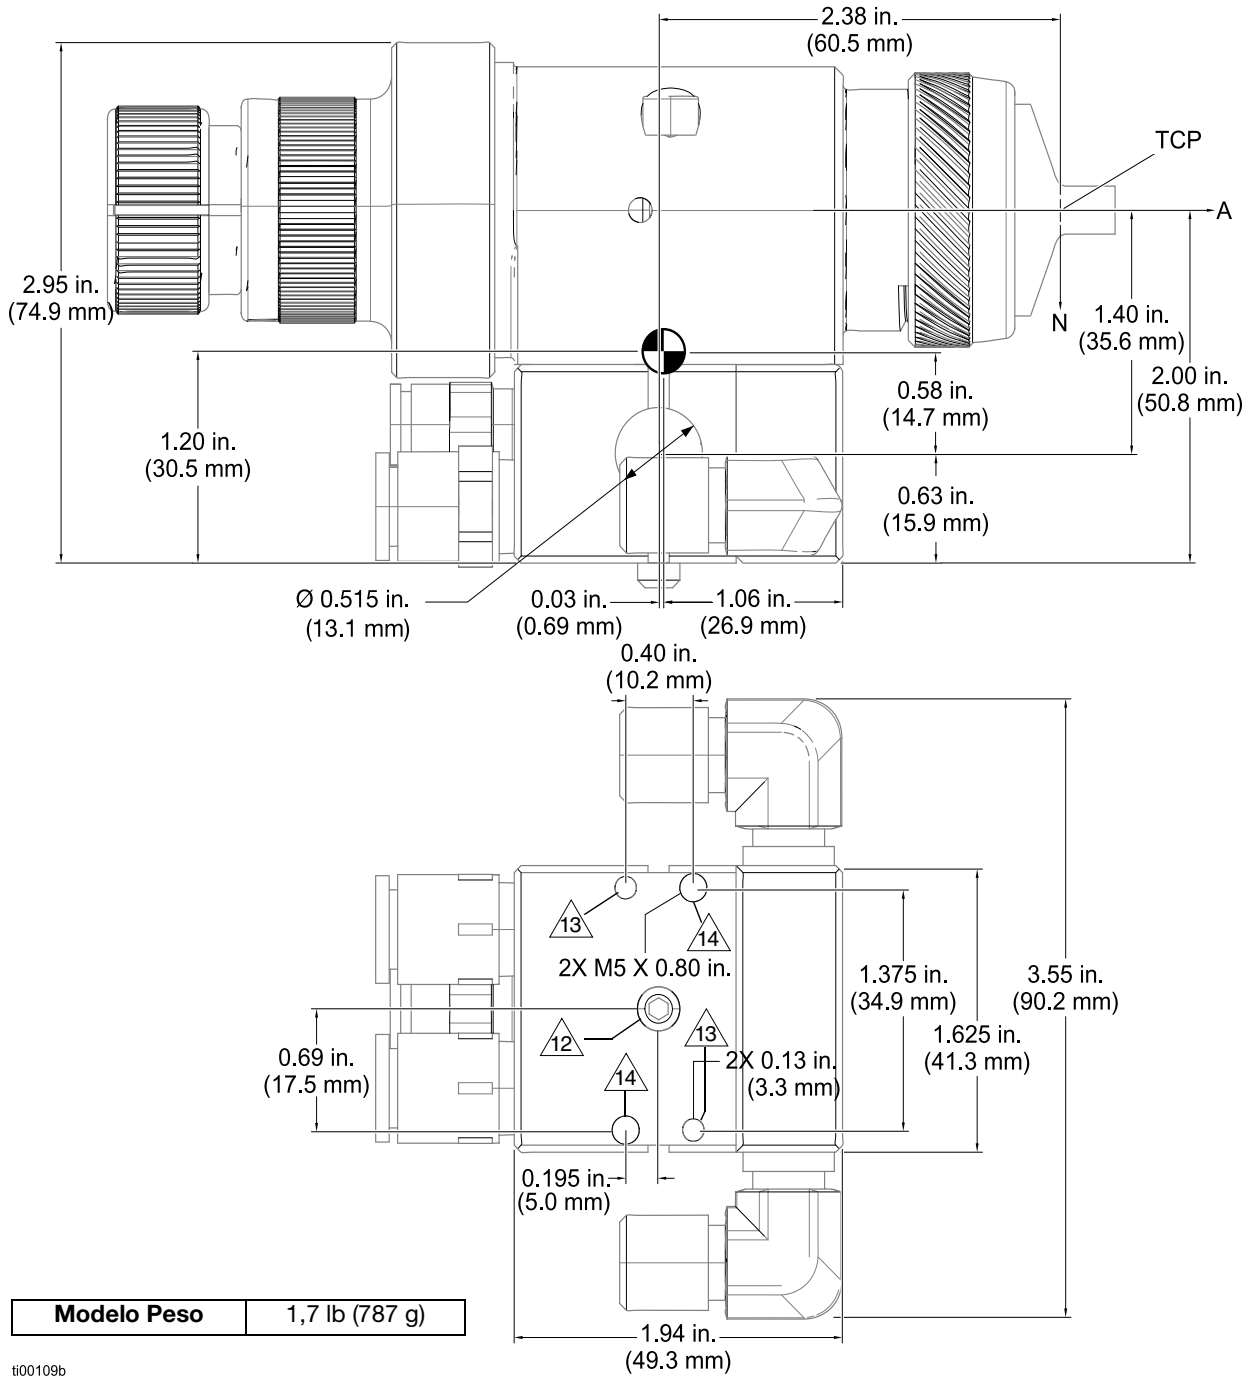 2.38 in.
(60.5 mm)
TCP
A
2.95 in.
(74.9 mm)
N
1.40 in.
(35.6 mm)
2.00 in.
(50.8 mm)
0.58 in.
(14.7 mm)
1.20 in.
(30.5 mm)
0.63 in.
(15.9 mm)
Ø 0.515 in.
(13.1 mm)
0.03 in.
(0.69 mm)
1.06 in.
(26.9 mm)
0.40 in.
(10.2 mm)
13
14
2X M5 X 0.80 in.
1.375 in.
(34.9 mm)
3.55 in.
(90.2 mm)
12
13
1.625 in.
(41.3 mm)
0.69 in.
(17.5 mm)
14
2X 0.13 in.
(3.3 mm)
0.195 in.
(5.0 mm)
Modelo Peso 1,7 lb (787 g)
1.94 in.
(49.3 mm)
ti00109b